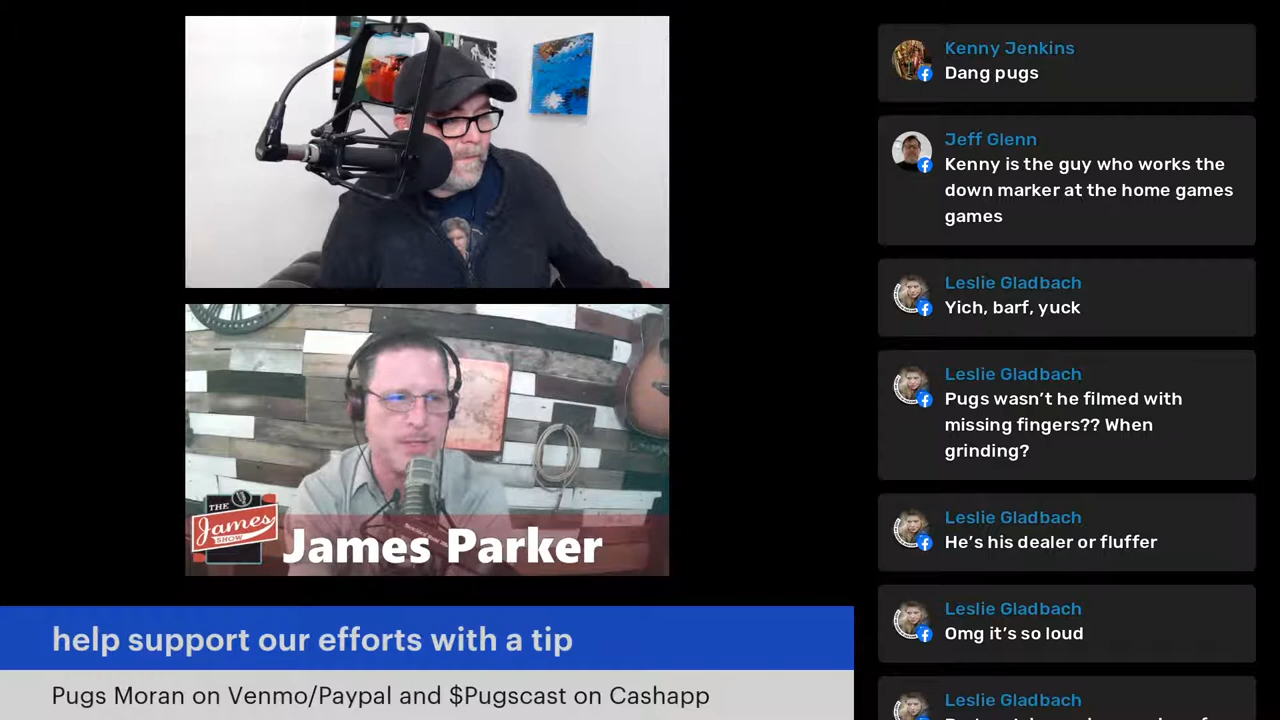 THE
James
SHOW
James Parker
help support our efforts with a tip
Pugs Moran on Venmo/Paypal and $Pugscast on Cashapp
Kenny Jenkins
Dang pugs
Jeff Glenn
Kenny is the guy who works the
down marker at the home games
games
Leslie Gladbach
Yich, barf, yuck
Leslie Gladbach
Pugs wasn’t he filmed with
missing fingers?? When
grinding?
Leslie Gladbach
He’s his dealer or fluffer
Leslie Gladbach
Omg it’s so loud
Leslie Gladbach